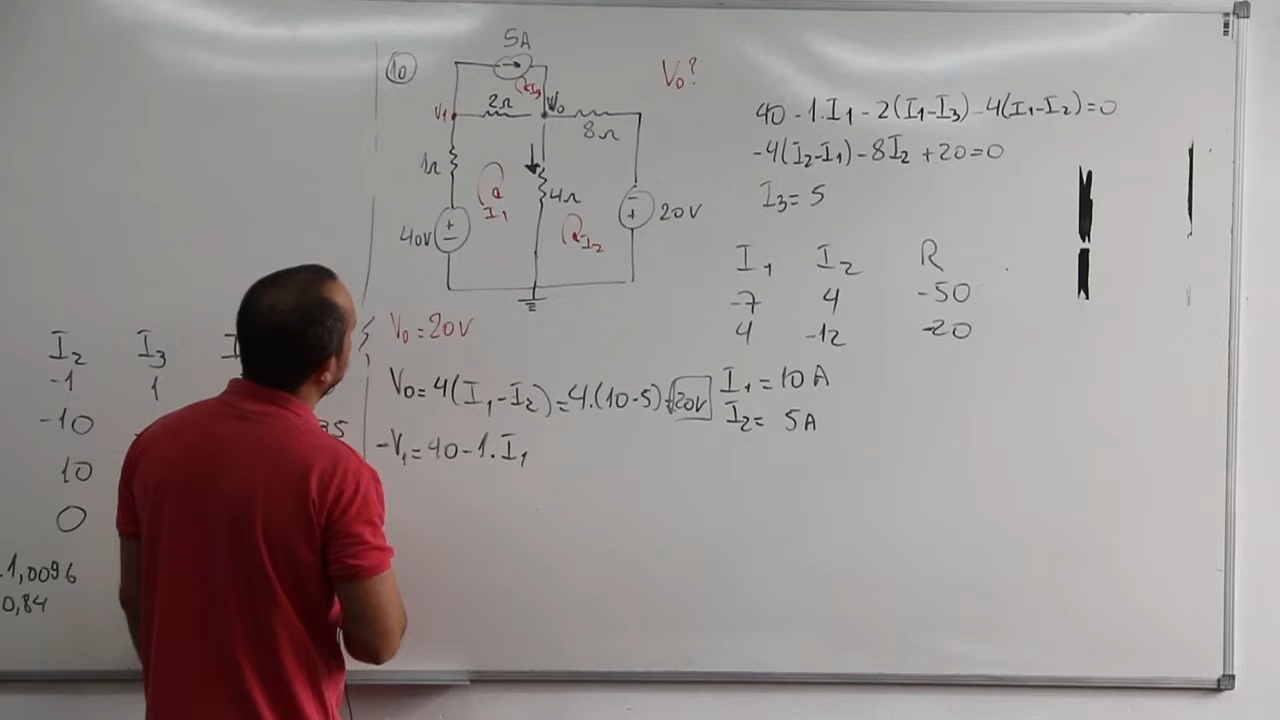 10
5A
I3
V0?
V1
2Ω
V0
8Ω
1Ω
I1
4Ω
I2
40V
+
-
-
+
20V
40 - 1.I1 - 2(I1-I3) - 4(I1-I2)=0
-4(I2-I1) - 8I2 + 20=0
I3= 5
I1 I2 R
-7 4 -50
4 -12 -20
I1 = 10A
I2= 5A
V0 = 20V
V0= 4(I1-I2)=4.(10-5)=20V
-V1= 40-1.I1
I2 I3 I
-1 1
-10 35
10
0
1,0096
0,84